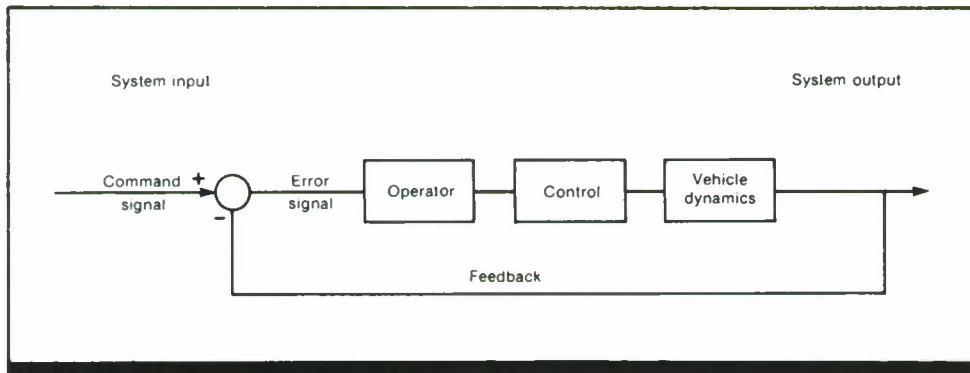 System input
System output
Command
signal
+
-
Error
signal
Operator
Control
Vehicle
dynamics
Feedback